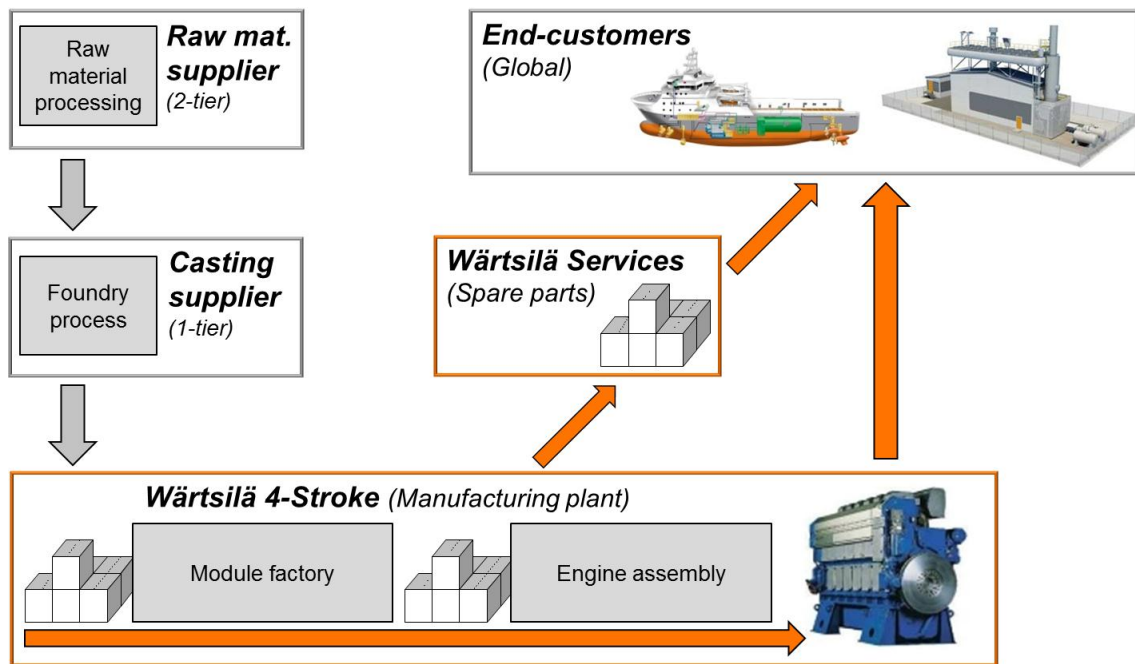 Raw
material
processing
Raw mat.
supplier
(2-tier)
End-customers
(Global)
Foundry
process
Casting
supplier
(1-tier)
Wärtsilä Services
(Spare parts)
Wärtsilä 4-Stroke (Manufacturing plant)
Module factory
Engine assembly